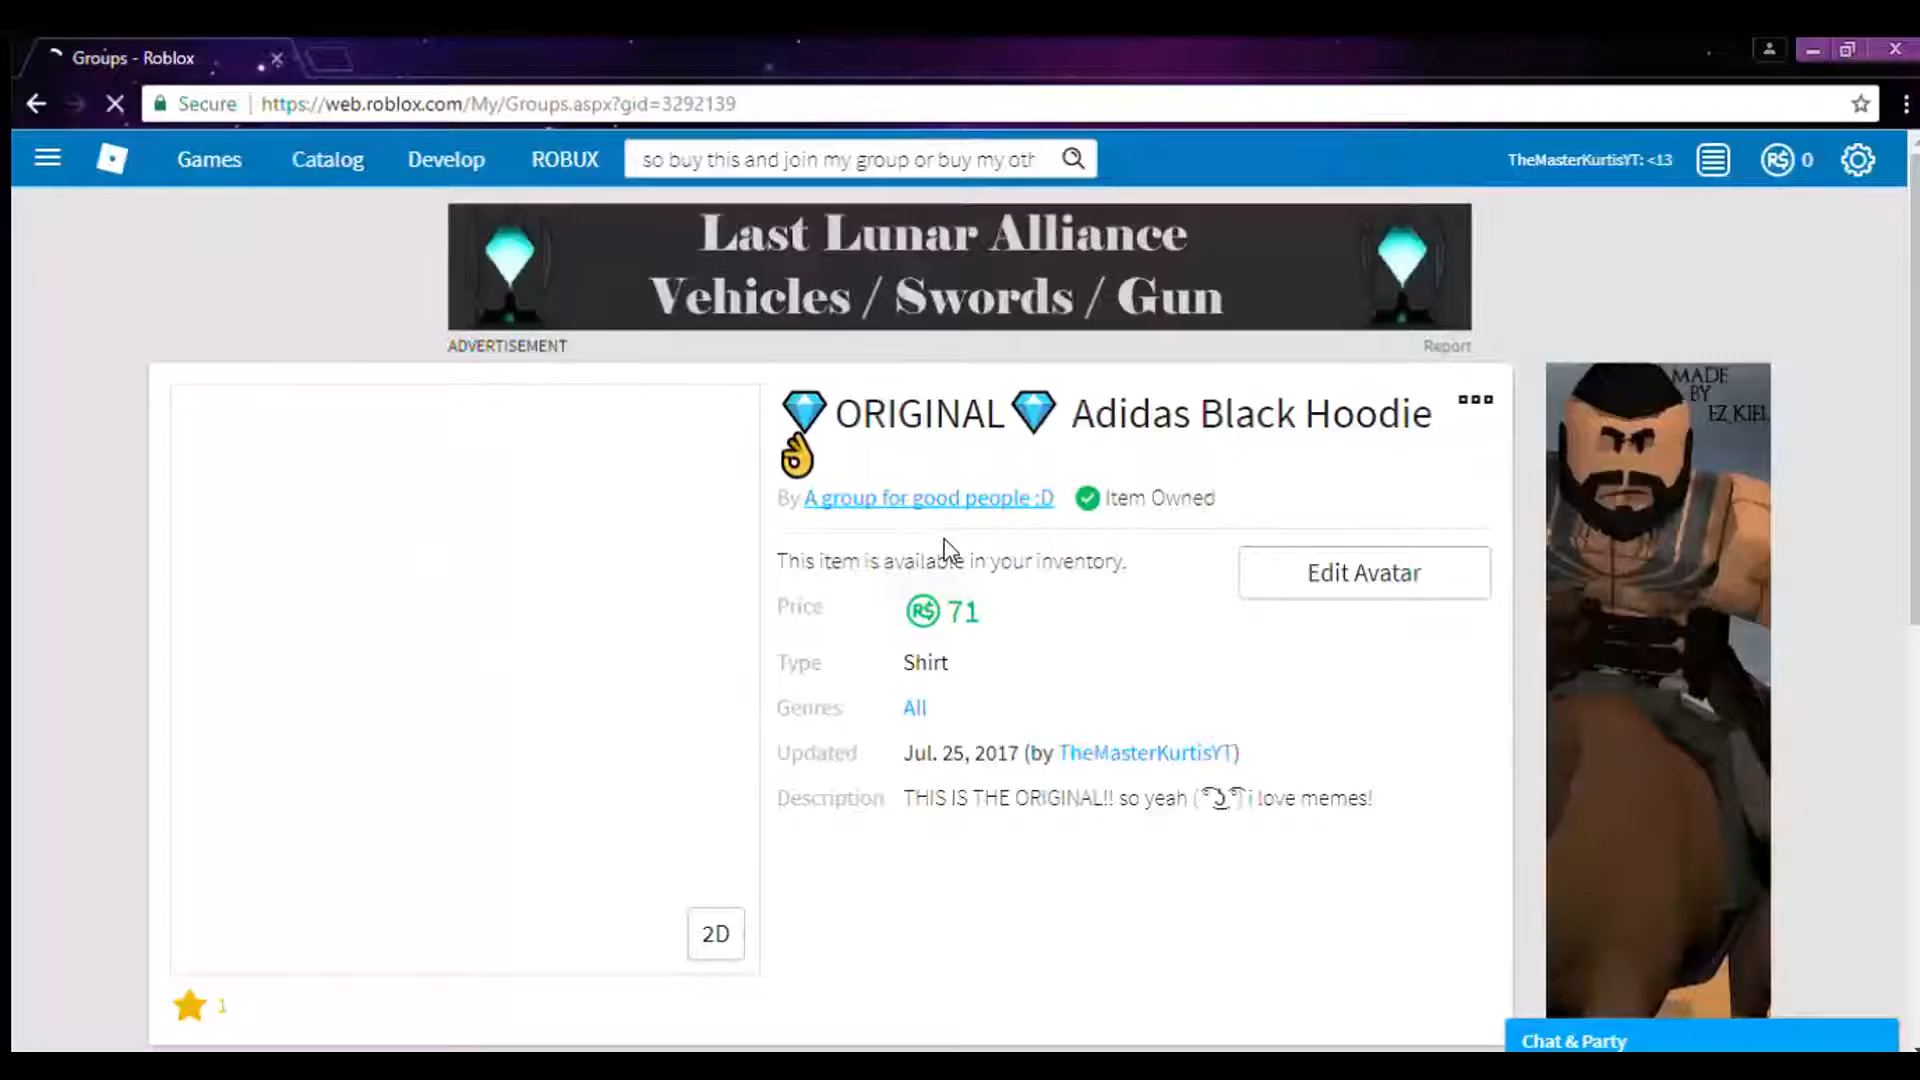 Groups - Roblox
Secure | https://web.roblox.com/My/Groups.aspx?gid=3292139
Games Catalog Develop ROBUX so buy this and join my group or buy my oth TheMasterKurtisYT: <13 R$ 0
Last Lunar Alliance
Vehicles / Swords / Gun
ADVERTISEMENT Report
MADE
BY
EZ_KIEL
💎ORIGINAL💎 Adidas Black Hoodie
👌
By A group for good people :D Item Owned
This item is available in your inventory. Edit Avatar
Price R$ 71
Type Shirt
Genres All
Updated Jul. 25, 2017 (by TheMasterKurtisYT)
Description THIS IS THE ORIGINAL!! so yeah ( ͡° ͜ʖ ͡°) i love memes!
2D
1
Chat & Party